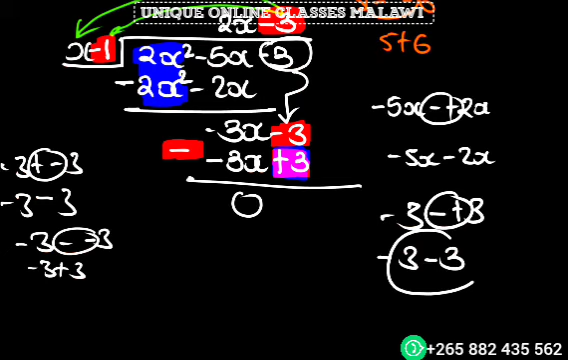 UNIQUE ONLINE CLASSES MALAWI
2x -3
5+6
x-1 2x² -5x -3
- 2x² - 2x
-3x -3
- -3x +3
0
-3+-3
-3-3
-3--3
-3+3
-5x-+2x
-5x-2x
-3-+3
-3-3
+265 882 435 562